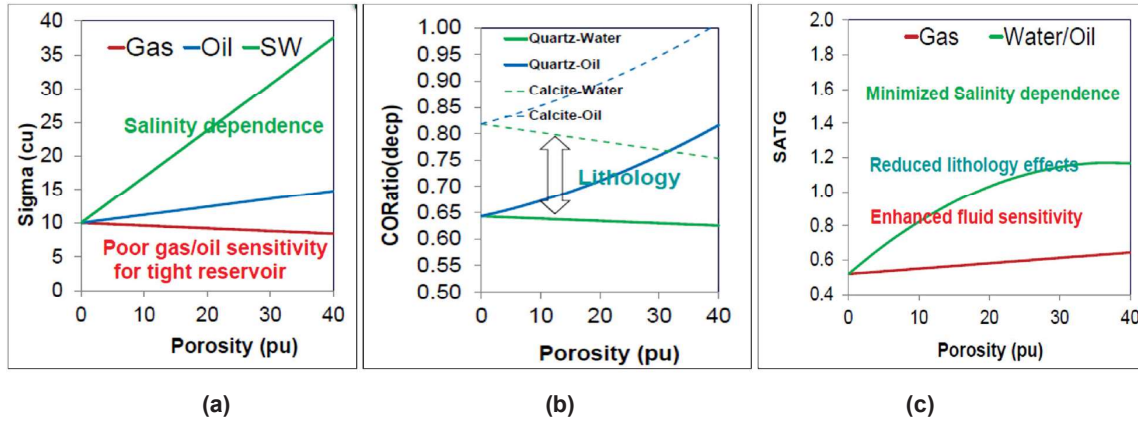 40
35
30
25
20
15
10
5
0
Sigma (cu)
Gas Oil SW
Salinity dependence
Poor gas/oil sensitivity
for tight reservoir
0 10 20 30 40
Porosity (pu)
(a)
1.00
0.95
0.90
0.85
0.80
0.75
0.70
0.65
0.60
0.55
0.50
CORatio(decp)
Quartz-Water
Quartz-Oil
Calcite-Water
Calcite-Oil
Lithology
0 10 20 30 40
Porosity (pu)
(b)
2.0
1.8
1.6
1.4
1.2
1.0
0.8
0.6
0.4
SATG
Gas Water/Oil
Minimized Salinity dependence
Reduced lithology effects
Enhanced fluid sensitivity
0 10 20 30 40
Porosity (pu)
(c)